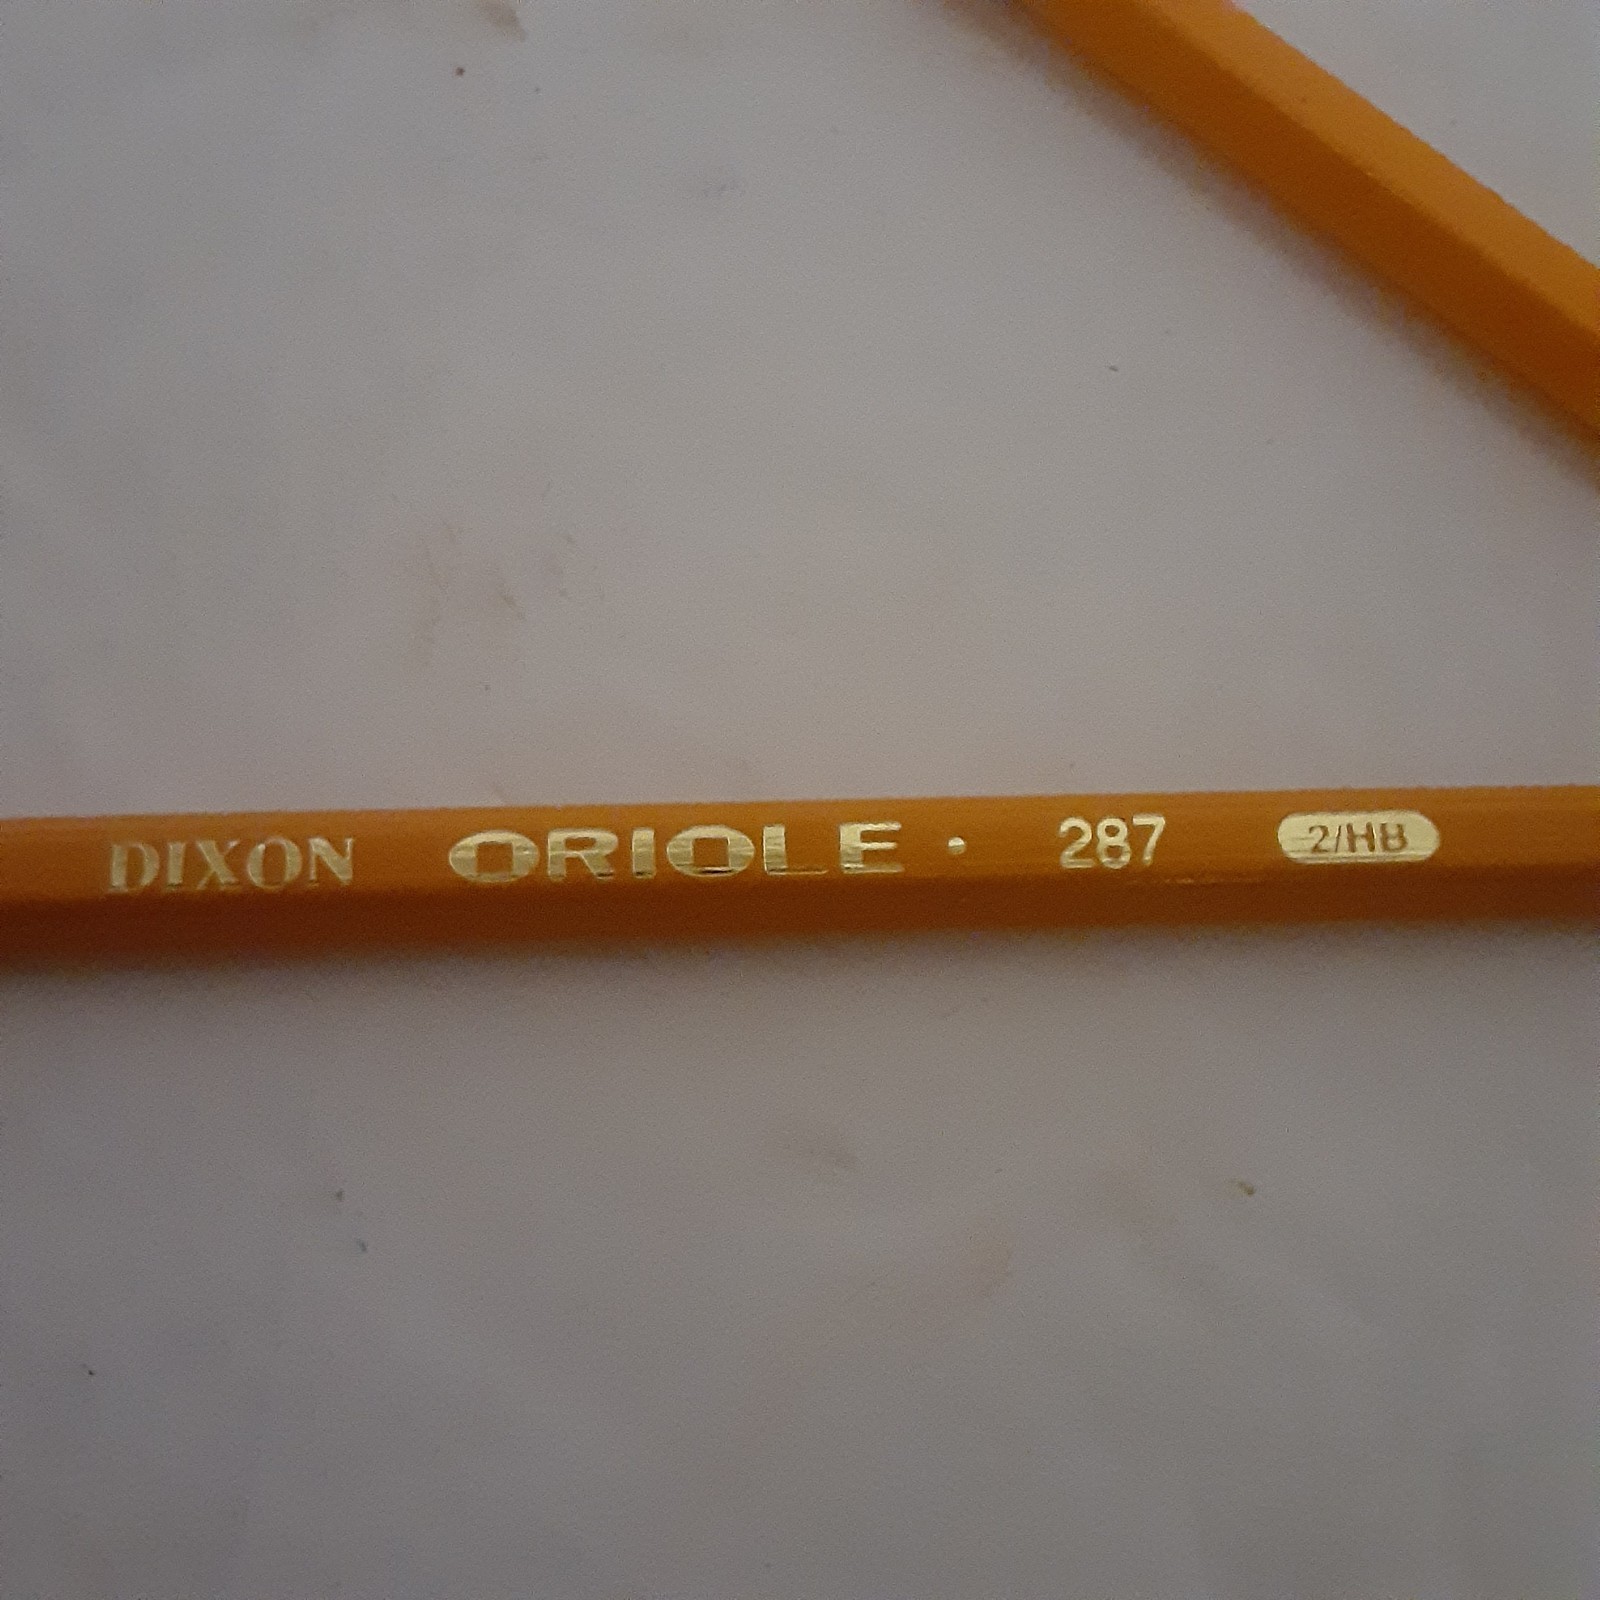 DIXON ORIOLE • 287 2/HB